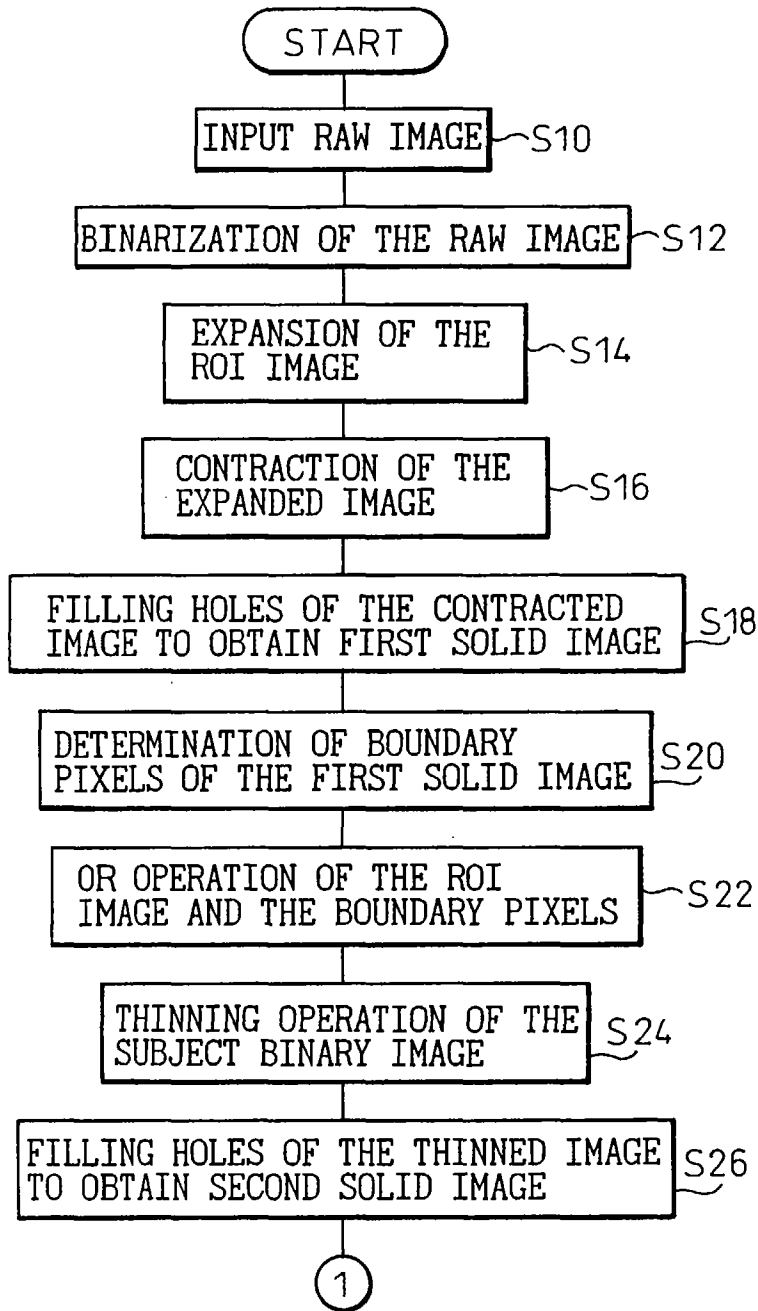 START
INPUT RAW IMAGE
S10
BINARIZATION OF THE RAW IMAGE
S12
EXPANSION OF THE
ROI IMAGE
S14
CONTRACTION OF THE
EXPANDED IMAGE
S16
FILLING HOLES OF THE CONTRACTED
IMAGE TO OBTAIN FIRST SOLID IMAGE
S18
DETERMINATION OF BOUNDARY
PIXELS OF THE FIRST SOLID IMAGE
S20
OR OPERATION OF THE ROI
IMAGE AND THE BOUNDARY PIXELS
S22
THINNING OPERATION OF THE
SUBJECT BINARY IMAGE
S24
FILLING HOLES OF THE THINNED IMAGE
TO OBTAIN SECOND SOLID IMAGE
S26
1